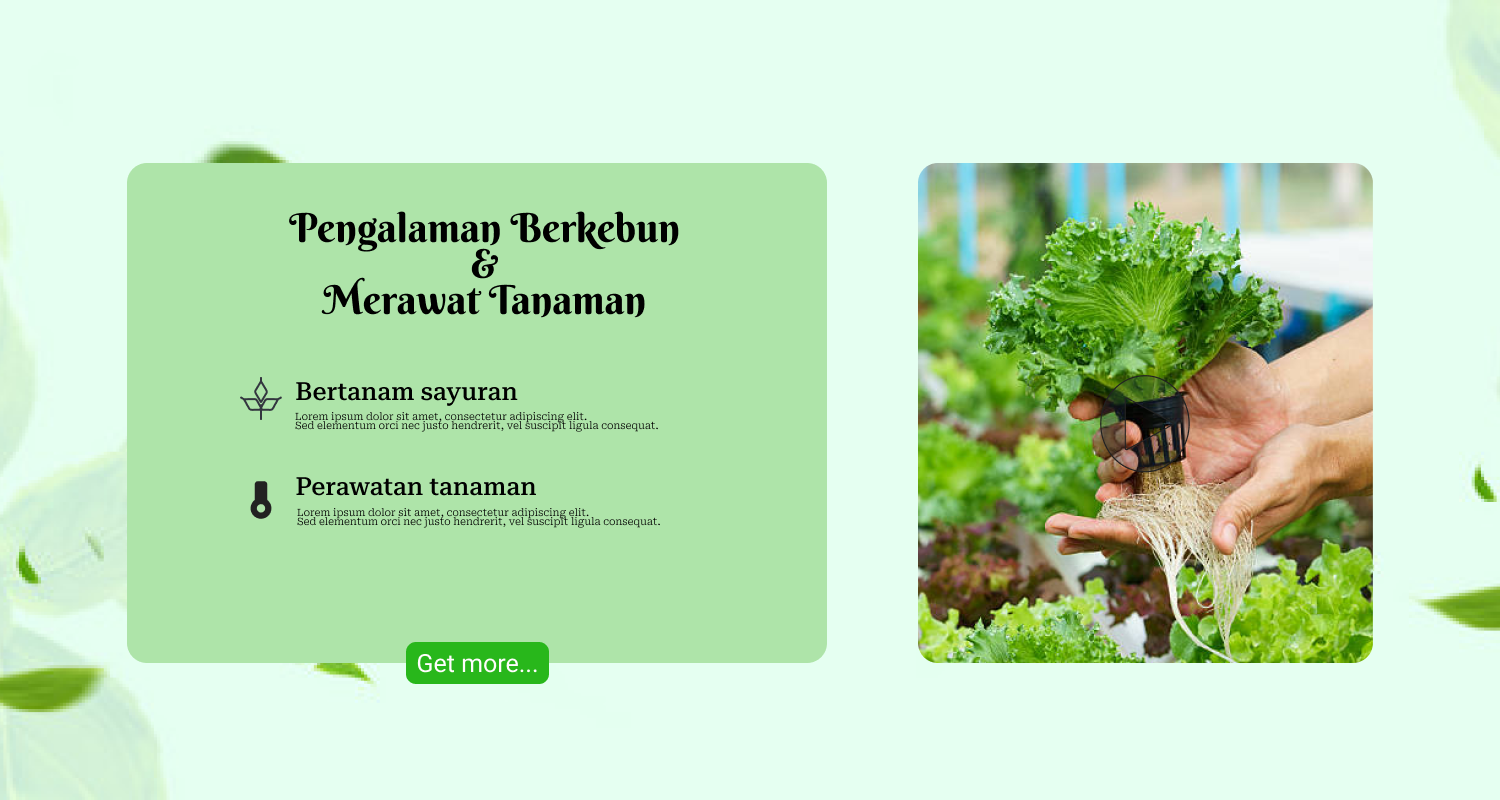 Pengalaman Berkebun
&
Merawat Tanaman
Bertanam sayuran
Lorem ipsum dolor sit amet, consectetur adipiscing elit.
Sed elementum orci nec justo hendrerit, vel suscipit ligula consequat.
Perawatan tanaman
Lorem ipsum dolor sit amet, consectetur adipiscing elit.
Sed elementum orci nec justo hendrerit, vel suscipit ligula consequat.
Get more...